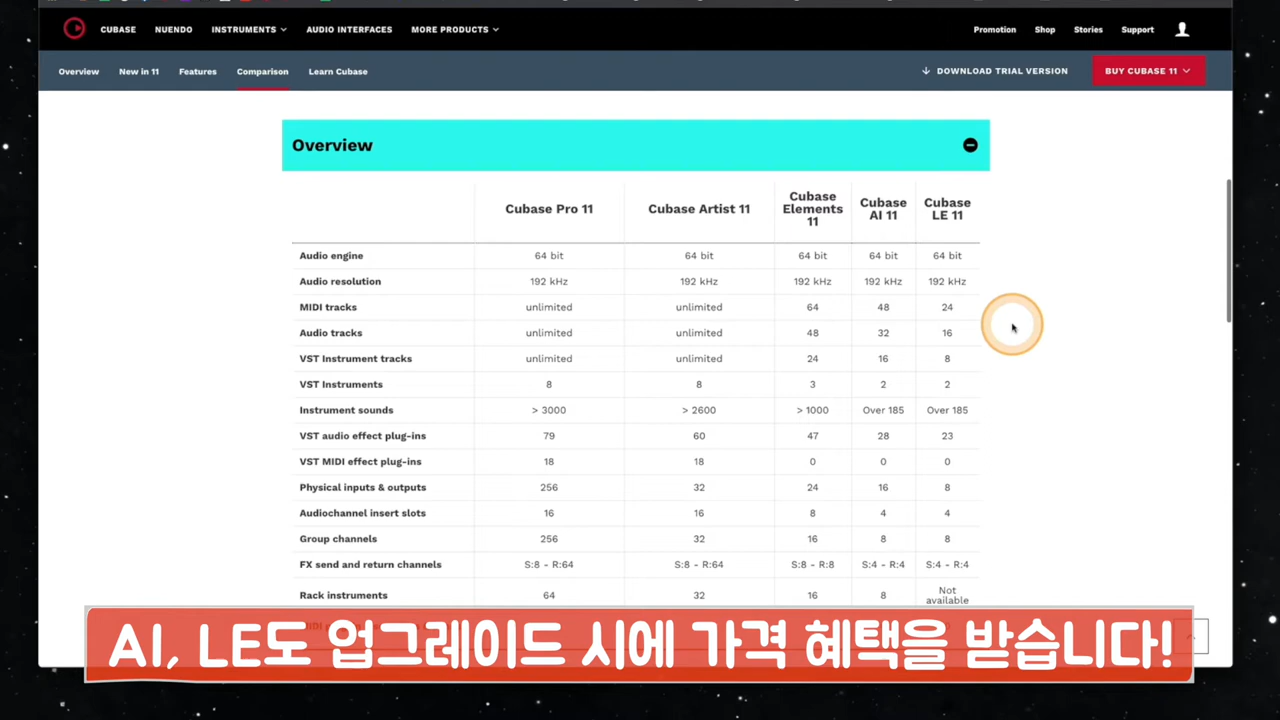 CUBASE NUENDO INSTRUMENTS AUDIO INTERFACES MORE PRODUCTS Promotion Shop Stories Support
Overview New in 11 Features Comparison Learn Cubase DOWNLOAD TRIAL VERSION BUY CUBASE 11
Overview
Cubase Pro 11 Cubase Artist 11 Cubase Elements 11 Cubase AI 11 Cubase LE 11
Audio engine 64 bit 64 bit 64 bit 64 bit 64 bit
Audio resolution 192 kHz 192 kHz 192 kHz 192 kHz 192 kHz
MIDI tracks unlimited unlimited 64 48 24
Audio tracks unlimited unlimited 48 32 16
VST Instrument tracks unlimited unlimited 24 16 8
VST Instruments 8 8 3 2 2
Instrument sounds > 3000 > 2600 > 1000 Over 185 Over 185
VST audio effect plug-ins 79 60 47 28 23
VST MIDI effect plug-ins 18 18 0 0 0
Physical inputs & outputs 256 32 24 16 8
Audiochannel insert slots 16 16 8 4 4
Group channels 256 32 16 8 8
FX send and return channels S:8 - R:64 S:8 - R:64 S:8 - R:8 S:4 - R:4 S:4 - R:4
Rack instruments 64 32 16 8 Not available
AI, LE도 업그레이드 시에 가격 혜택을 받습니다!